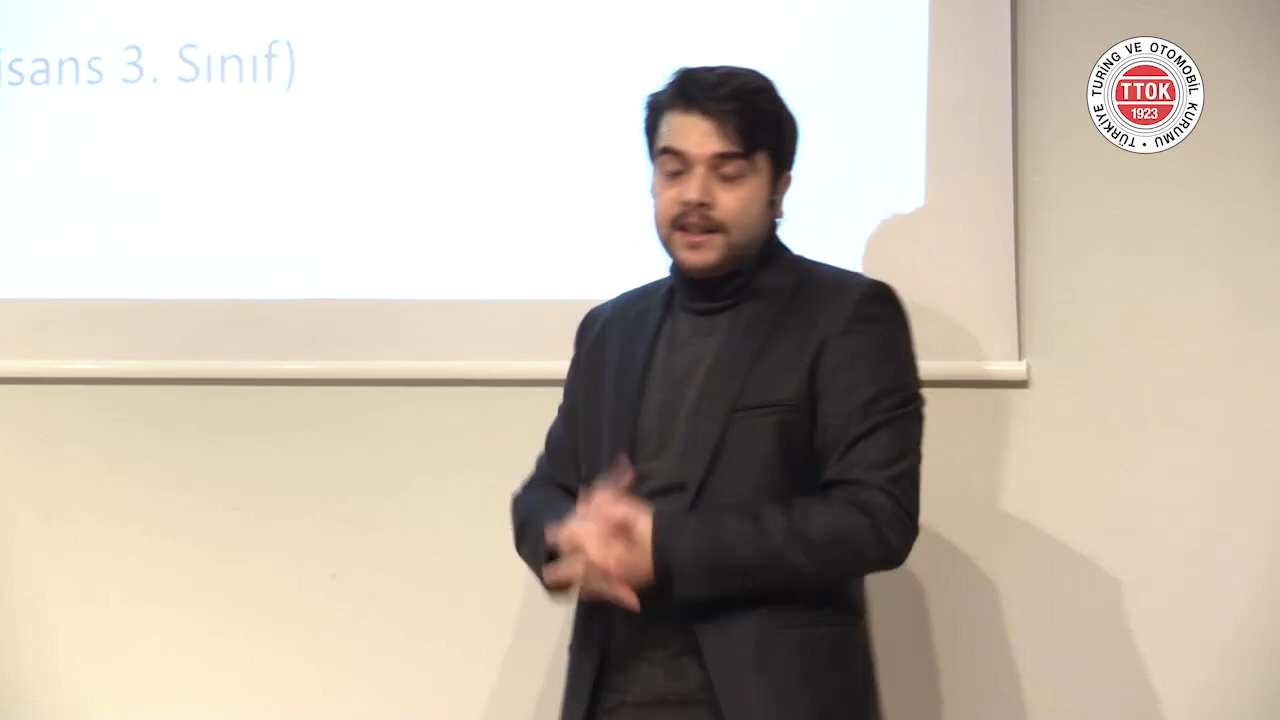 isans 3. Sınıf)
TÜRKİYE TURİNG VE OTOMOBİL KURUMU •
TTOK
1923